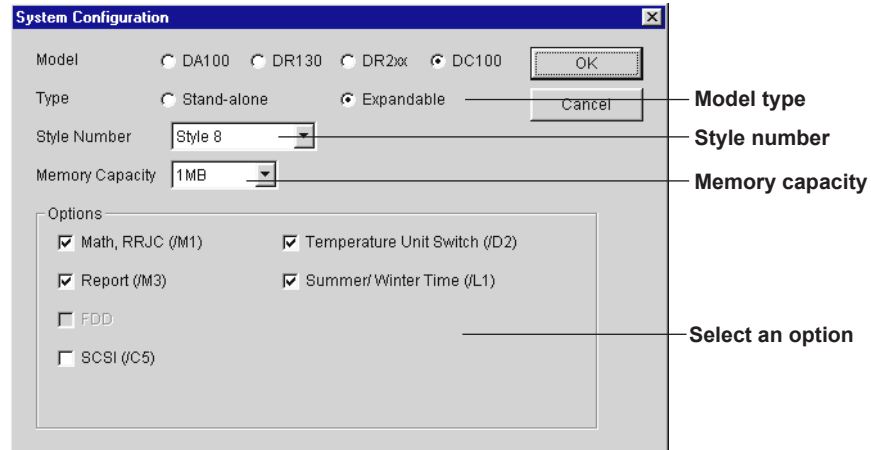 System Configuration
Model DA100 DR130 DR2xx DC100 OK
Type Stand-alone Expandable Cancel Model type
Style Number Style 8 Style number
Memory Capacity 1MB Memory capacity
Options
Math, RRJC (/M1) Temperature Unit Switch (/D2)
Report (/M3) Summer/ Winter Time (/L1)
FDD
Select an option
SCSI (/C5)